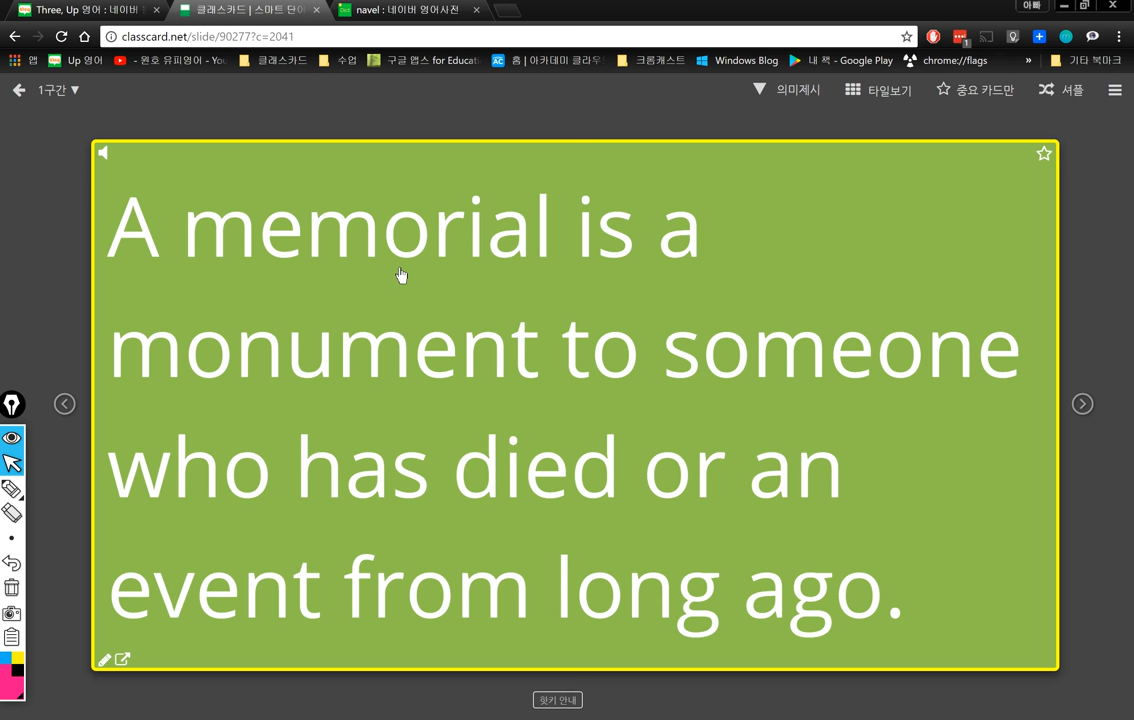 Three, Up 영어 : 네이버
클래스카드 | 스마트 단어
navel : 네이버 영어사전
아빠
classcard.net/slide/90277?c=2041
1
앱
Up 영어
- 원호 유피영어 - You
클래스카드
수업
구글 앱스 for Educati
AC
홈 | 아카데미 클라우드
크롬캐스트
Windows Blog
내 책 - Google Play
chrome://flags
»
기타 북마크
1구간 ▼
▼ 의미제시
타일보기
중요 카드만
셔플
A memorial is a
monument to someone
who has died or an
event from long ago.
핫키 안내